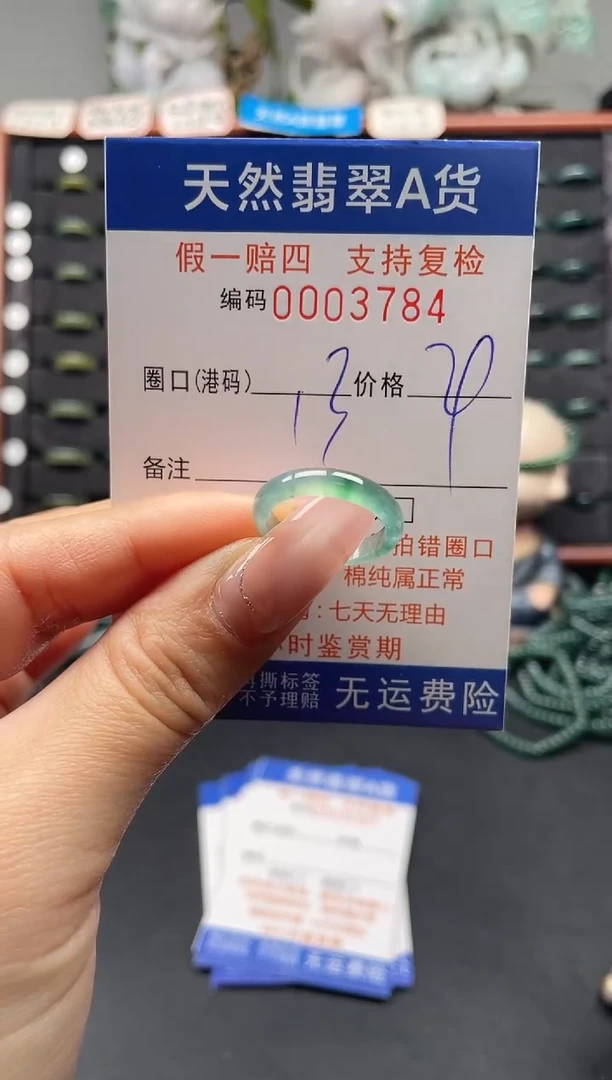 天然翡翠A货
假一赔四 支持复检
编码0003784
圈口(港码) 13 价格
备注
拍错圈口
棉纯属正常
:七天无理由
时鉴赏期
撕标签
不予理赔
无运费险